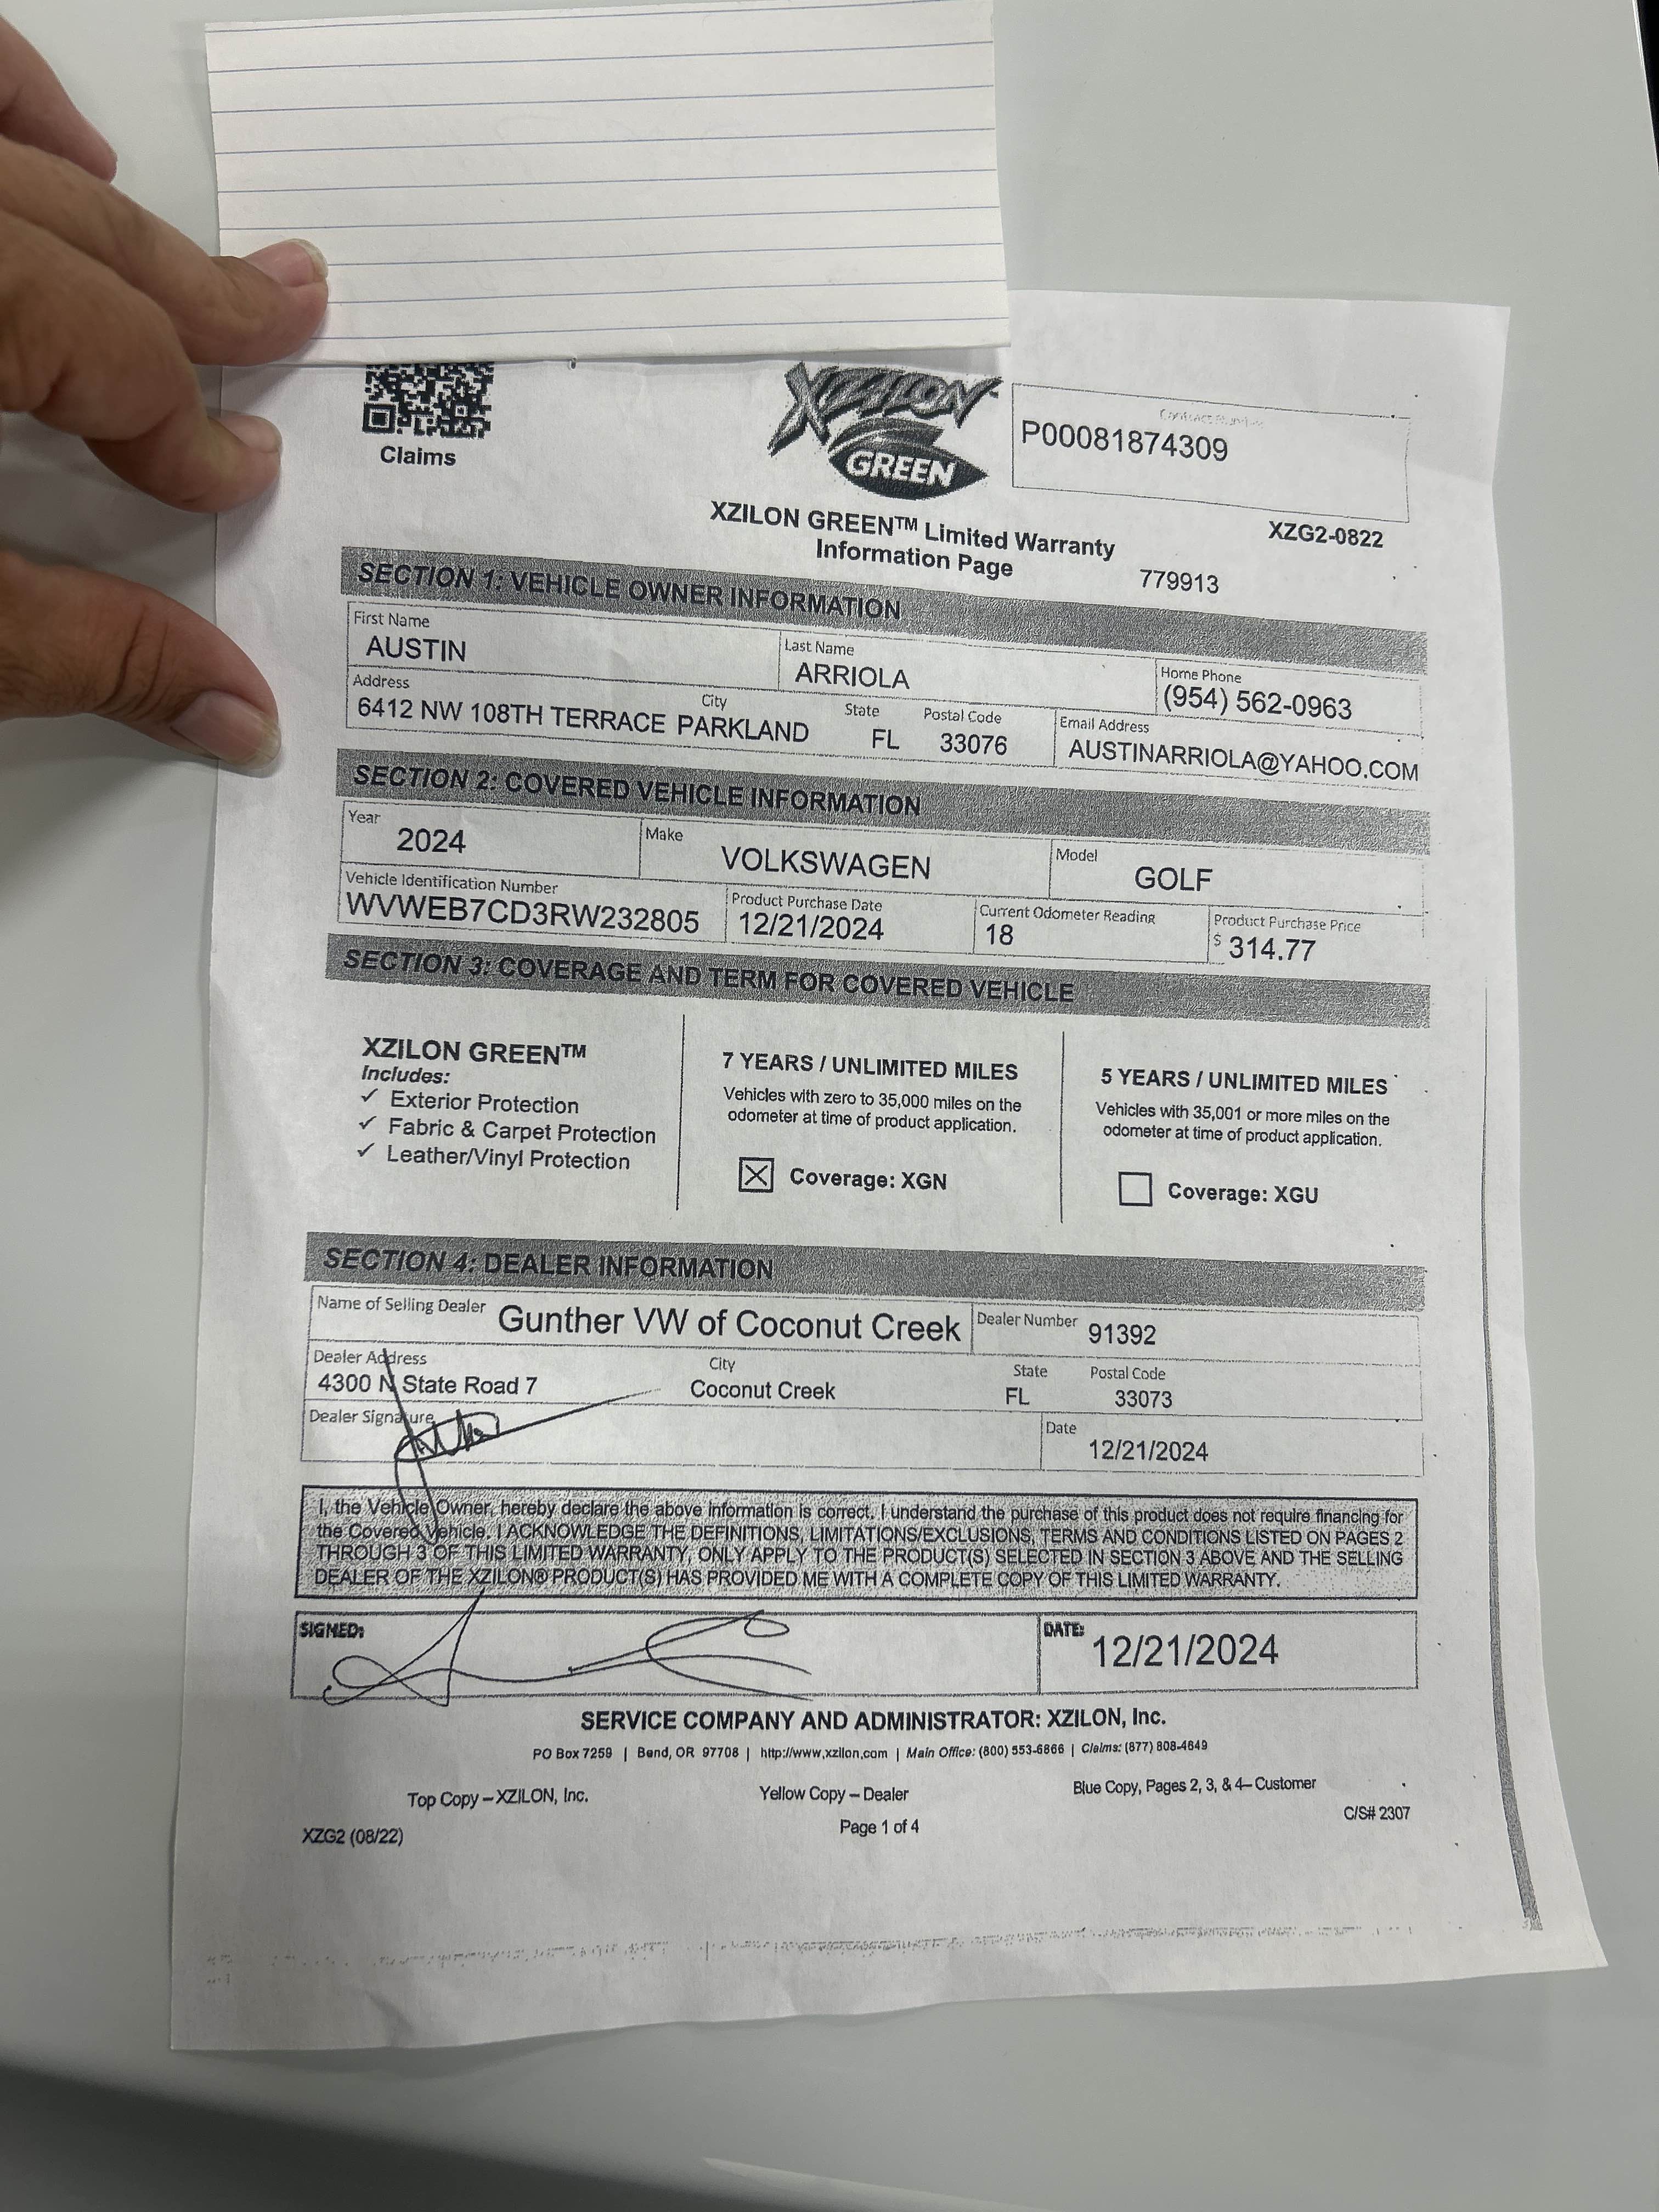 Claims
XZILON
GREEN
Contract Number
P00081874309
XZILON GREEN™ Limited Warranty
Information Page
XZG2-0822
779913
SECTION 1: VEHICLE OWNER INFORMATION
First Name
AUSTIN
Last Name
ARRIOLA
Home Phone
(954) 562-0963
Address
6412 NW 108TH TERRACE
City
PARKLAND
State
FL
Postal Code
33076
Email Address
AUSTINARRIOLA@YAHOO.COM
SECTION 2: COVERED VEHICLE INFORMATION
Year
2024
Make
VOLKSWAGEN
Model
GOLF
Vehicle Identification Number
WVWEB7CD3RW232805
Product Purchase Date
12/21/2024
Current Odometer Reading
18
Product Purchase Price
$ 314.77
SECTION 3: COVERAGE AND TERM FOR COVERED VEHICLE
XZILON GREEN™
Includes:
✓ Exterior Protection
✓ Fabric & Carpet Protection
✓ Leather/Vinyl Protection
7 YEARS / UNLIMITED MILES
Vehicles with zero to 35,000 miles on the
odometer at time of product application.
☒ Coverage: XGN
5 YEARS / UNLIMITED MILES
Vehicles with 35,001 or more miles on the
odometer at time of product application.
☐ Coverage: XGU
SECTION 4: DEALER INFORMATION
Name of Selling Dealer
Gunther VW of Coconut Creek
Dealer Number
91392
Dealer Address
4300 N State Road 7
City
Coconut Creek
State
FL
Postal Code
33073
Dealer Signature
Date
12/21/2024
I, the Vehicle Owner, hereby declare the above information is correct. I understand the purchase of this product does not require financing for
the Covered Vehicle. I ACKNOWLEDGE THE DEFINITIONS, LIMITATIONS/EXCLUSIONS, TERMS AND CONDITIONS LISTED ON PAGES 2
THROUGH 3 OF THIS LIMITED WARRANTY, ONLY APPLY TO THE PRODUCT(S) SELECTED IN SECTION 3 ABOVE AND THE SELLING
DEALER OF THE XZILON® PRODUCT(S) HAS PROVIDED ME WITH A COMPLETE COPY OF THIS LIMITED WARRANTY.
SIGNED:
DATE:
12/21/2024
SERVICE COMPANY AND ADMINISTRATOR: XZILON, Inc.
PO Box 7259 | Bend, OR 97708 | http://www.xzilon.com | Main Office: (800) 553-6866 | Claims: (877) 808-4649
Top Copy – XZILON, Inc.
Yellow Copy – Dealer
Blue Copy, Pages 2, 3, & 4– Customer
Page 1 of 4
C/S# 2307
XZG2 (08/22)